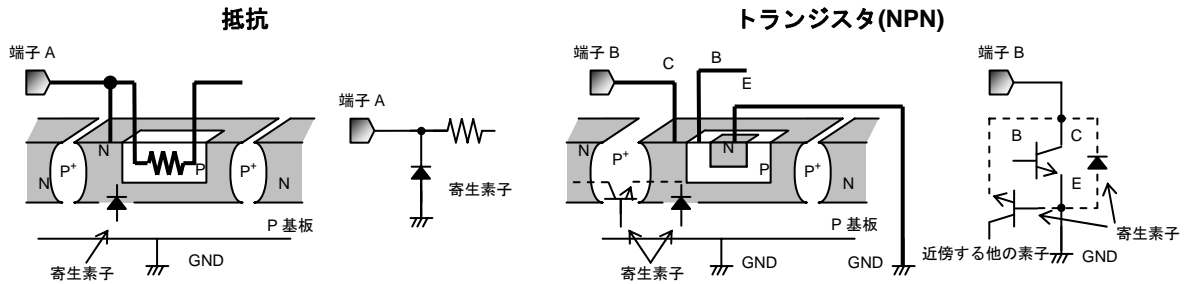 抵抗
端子 A
N
P
N
P+
P+
N
P 基板
寄生素子
GND
端子 A
寄生素子
トランジスタ(NPN)
端子 B
C
B
E
N
P
N
P+
P+
N
P 基板
寄生素子
GND
GND
端子 B
B
C
E
寄生素子
近傍する他の素子
GND